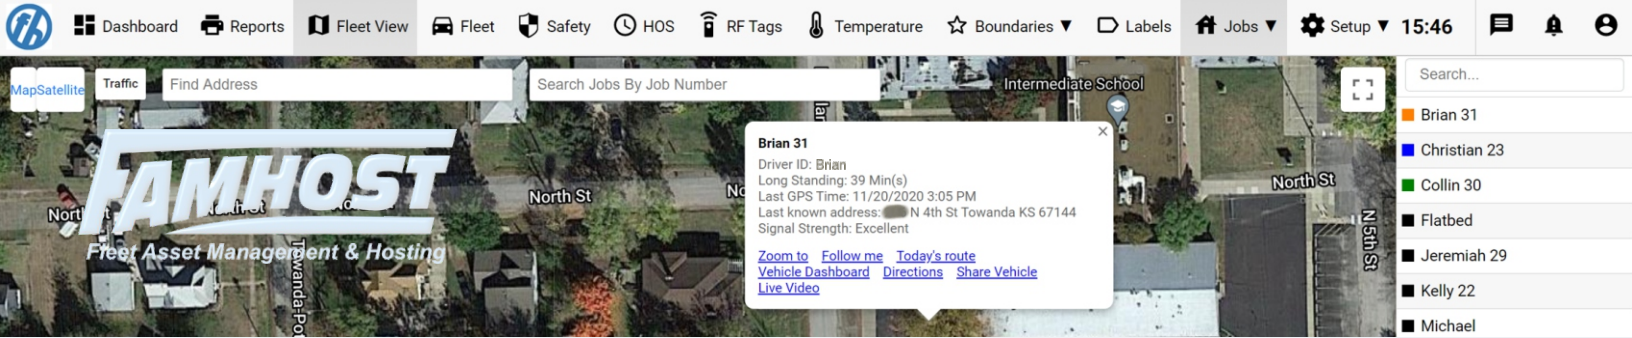 fh
Dashboard
Reports
Fleet View
Fleet
Safety
HOS
RF Tags
Temperature
Boundaries ▼
Labels
Jobs ▼
Setup ▼
15:46
Map
Satellite
Traffic
Find Address
Search Jobs By Job Number
Intermediate School
Search...
FAMHOST
Fleet Asset Management & Hosting
North St
North St
North St
Towanda-Po
N 5th St
Brian 31
Driver ID: Brian
Long Standing: 39 Min(s)
Last GPS Time: 11/20/2020 3:05 PM
Last known address: N 4th St Towanda KS 67144
Signal Strength: Excellent
Zoom to Follow me Today's route
Vehicle Dashboard Directions Share Vehicle
Live Video
Brian 31
Christian 23
Collin 30
Flatbed
Jeremiah 29
Kelly 22
Michael